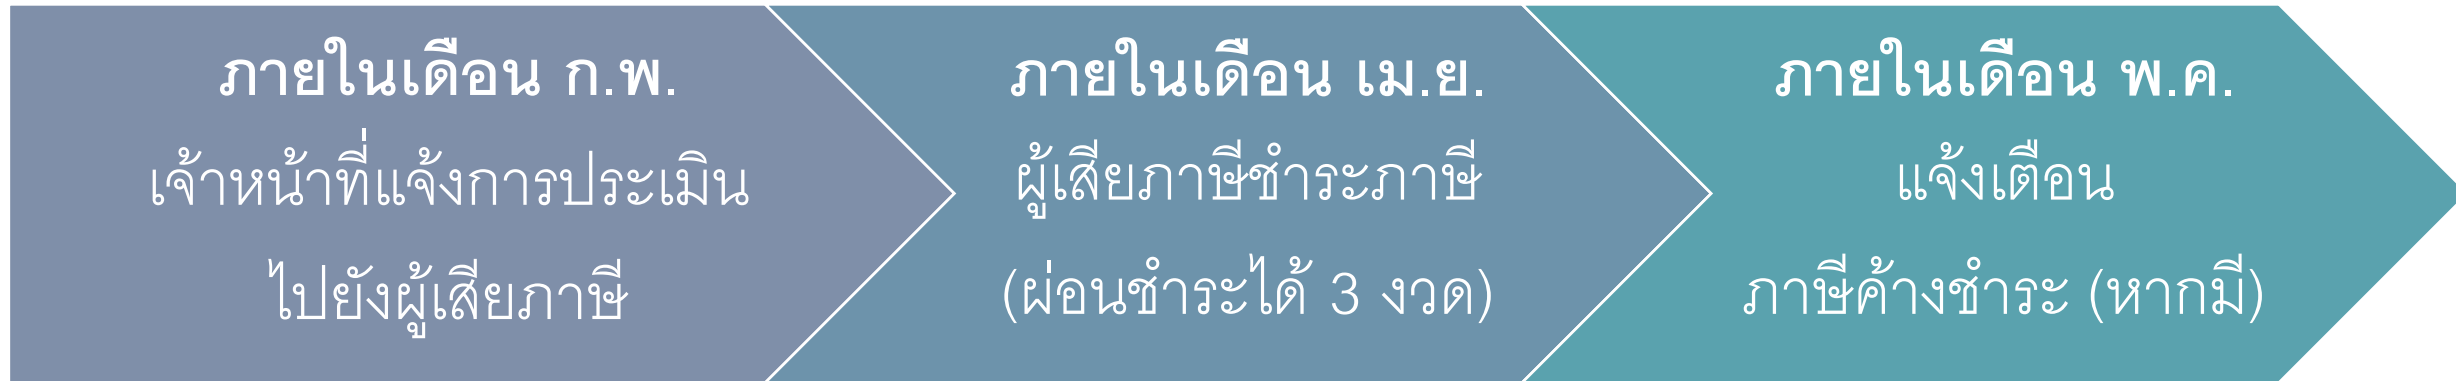 ภายในเดือน ก.พ.
เจ้าหน้าที่แจ้งการประเมิน
ไปยังผู้เสียภาษี
ภายในเดือน เม.ย.
ผู้เสียภาษีชำระภาษี
(ผ่อนชำระได้ 3 งวด)
ภายในเดือน พ.ค.
แจ้งเตือน
ภาษีค้างชำระ (หากมี)